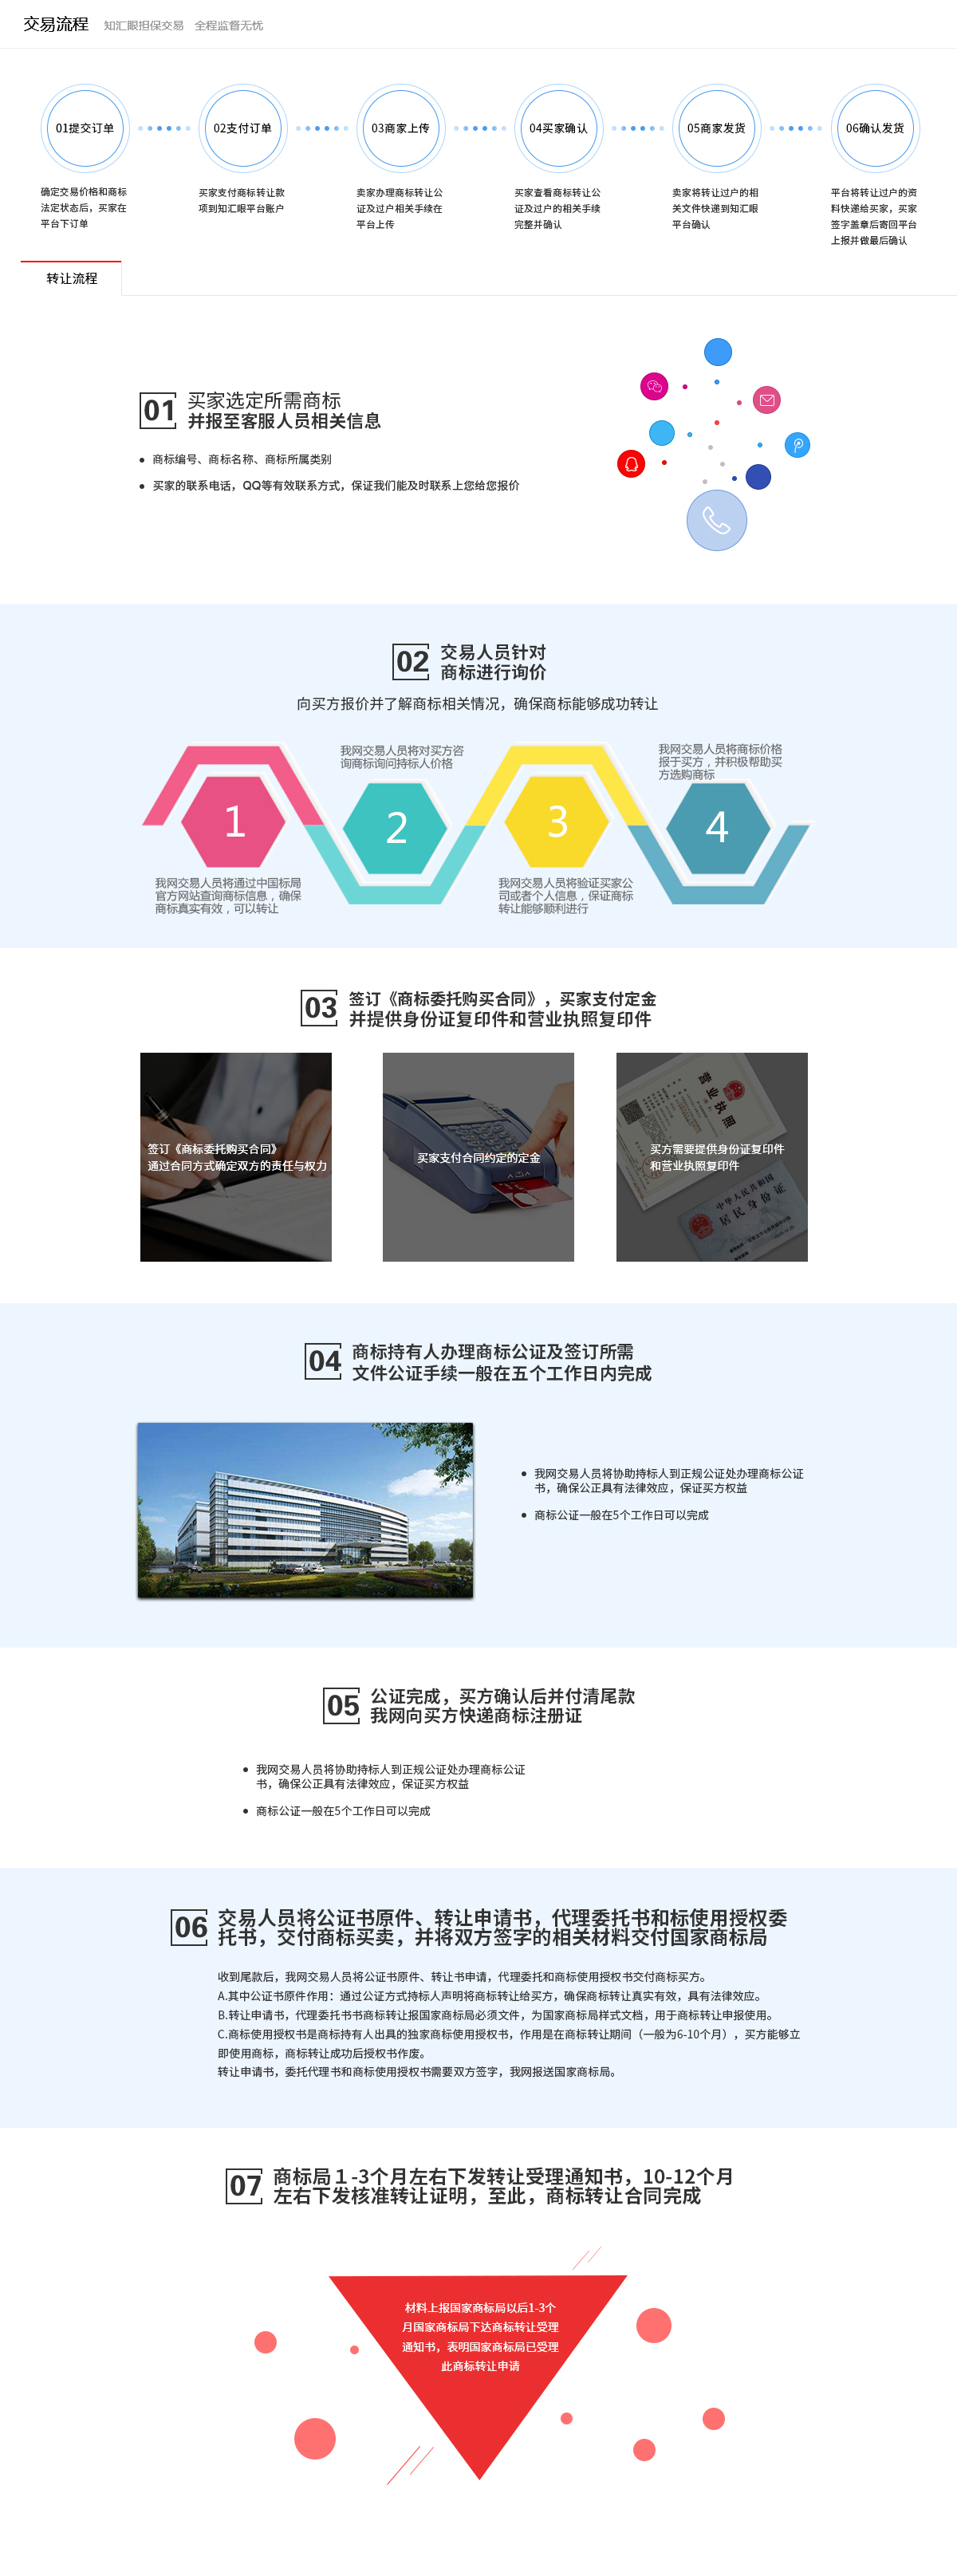 交易流程 知汇眼担保交易 全程监督无忧
01提交订单
02支付订单
03商家上传
04买家确认
05商家发货
06确认发货
确定交易价格和商标
法定状态后，买家在
平台下订单
买家支付商标转让款
项到知汇眼平台账户
卖家办理商标转让公
证及过户相关手续在
平台上传
买家查看商标转让公
证及过户的相关手续
完整并确认
卖家将转让过户的相
关文件快递到知汇眼
平台确认
平台将转让过户的资
料快递给买家，买家
签字盖章后寄回平台
上报并做最后确认
转让流程
01
买家选定所需商标
并报至客服人员相关信息
商标编号、商标名称、商标所属类别
买家的联系电话，QQ等有效联系方式，保证我们能及时联系上您给您报价
02
交易人员针对
商标进行询价
向买方报价并了解商标相关情况，确保商标能够成功转让
我网交易人员将对买方咨
询商标询问持标人价格
我网交易人员将商标价格
报于买方，并积极帮助买
方选购商标
1
2
3
4
我网交易人员将通过中国标局
官方网站查询商标信息，确保
商标真实有效，可以转让
我网交易人员将验证买家公
司或者个人信息，保证商标
转让能够顺利进行
03
签订《商标委托购买合同》，买家支付定金
并提供身份证复印件和营业执照复印件
签订《商标委托购买合同》
通过合同方式确定双方的责任与权力
买家支付合同约定的定金
营业执照
买方需要提供身份证复印件
和营业执照复印件
中华人民共和国
居民身份证
04
商标持有人办理商标公证及签订所需
文件公证手续一般在五个工作日内完成
我网交易人员将协助持标人到正规公证处办理商标公证
书，确保公正具有法律效应，保证买方权益
商标公证一般在5个工作日可以完成
05
公证完成，买方确认后并付清尾款
我网向买方快递商标注册证
我网交易人员将协助持标人到正规公证处办理商标公证
书，确保公正具有法律效应，保证买方权益
商标公证一般在5个工作日可以完成
06
交易人员将公证书原件、转让申请书，代理委托书和标使用授权委
托书，交付商标买卖，并将双方签字的相关材料交付国家商标局
收到尾款后，我网交易人员将公证书原件、转让书申请，代理委托和商标使用授权书交付商标买方。
A.其中公证书原件作用：通过公证方式持标人声明将商标转让给买方，确保商标转让真实有效，具有法律效应。
B.转让申请书，代理委托书书商标转让报国家商标局必须文件，为国家商标局样式文档，用于商标转让申报使用。
C.商标使用授权书是商标持有人出具的独家商标使用授权书，作用是在商标转让期间（一般为6-10个月），买方能够立
即使用商标，商标转让成功后授权书作废。
转让申请书，委托代理书和商标使用授权书需要双方签字，我网报送国家商标局。
07
商标局１-3个月左右下发转让受理通知书，10-12个月
左右下发核准转让证明，至此，商标转让合同完成
材料上报国家商标局以后1-3个
月国家商标局下达商标转让受理
通知书，表明国家商标局已受理
此商标转让申请